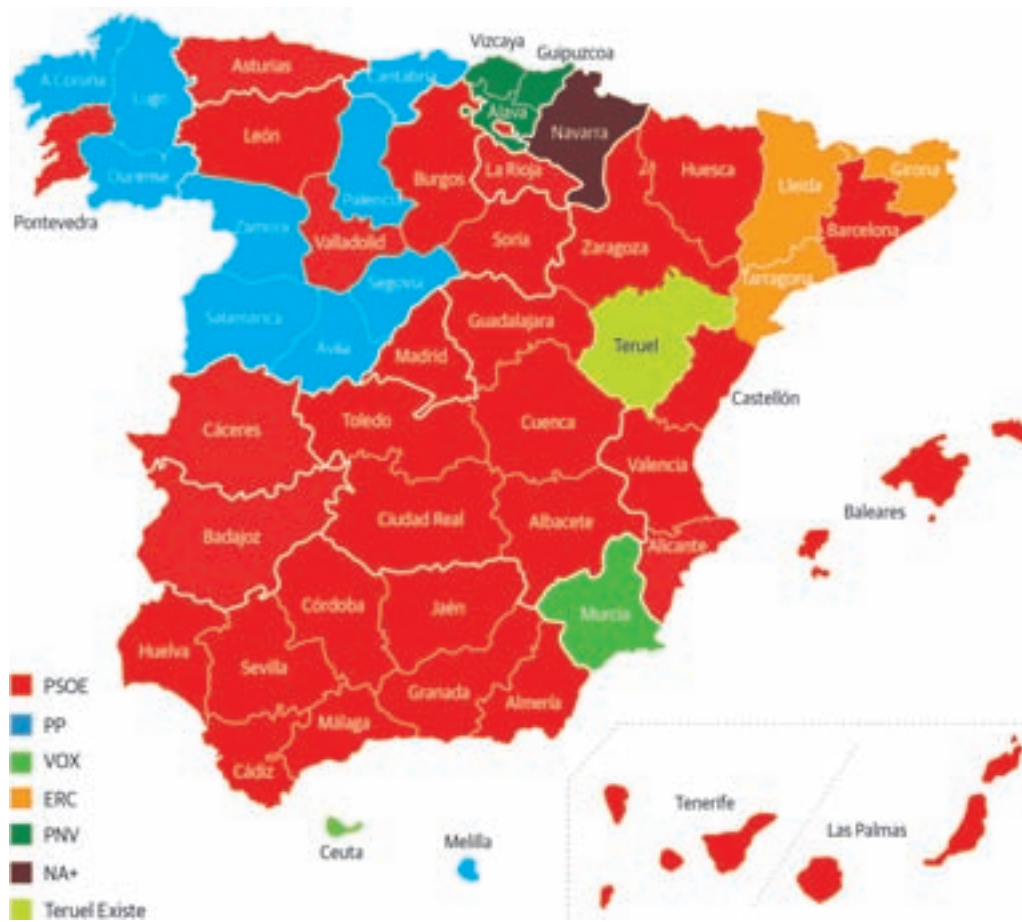 Vizcaya
Guipuzcoa
A Coruña
Lugo
Asturias
Cantabria
Álava
Navarra
León
Burgos
La Rioja
Huesca
Lleida
Girona
Barcelona
Ourense
Pontevedra
Zamora
Palencia
Valladolid
Soria
Zaragoza
Tarragona
Segovia
Salamanca
Ávila
Madrid
Guadalajara
Teruel
Castellón
Cáceres
Toledo
Cuenca
Valencia
Baleares
Badajoz
Ciudad Real
Albacete
Alicante
Córdoba
Jaén
Murcia
Huelva
Sevilla
Granada
Almería
Málaga
Cádiz
PSOE
PP
VOX
ERC
PNV
NA+
Teruel Existe
Ceuta
Melilla
Tenerife
Las Palmas